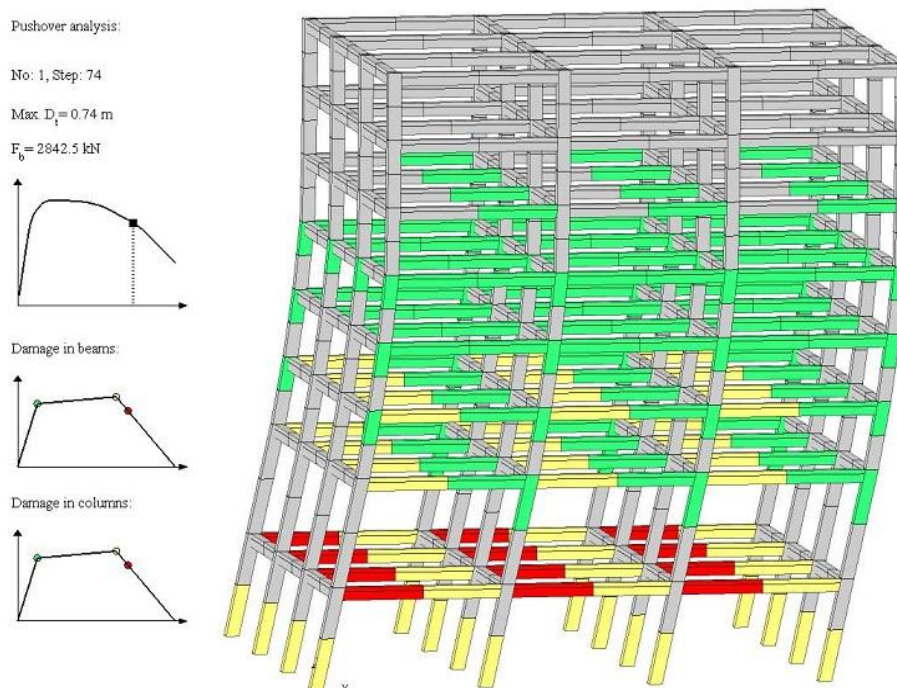 Pushover analysis:
No: 1, Step: 74
Max. Dₜ= 0.74 m
F_b= 2842.5 kN
Damage in beams:
Damage in columns: